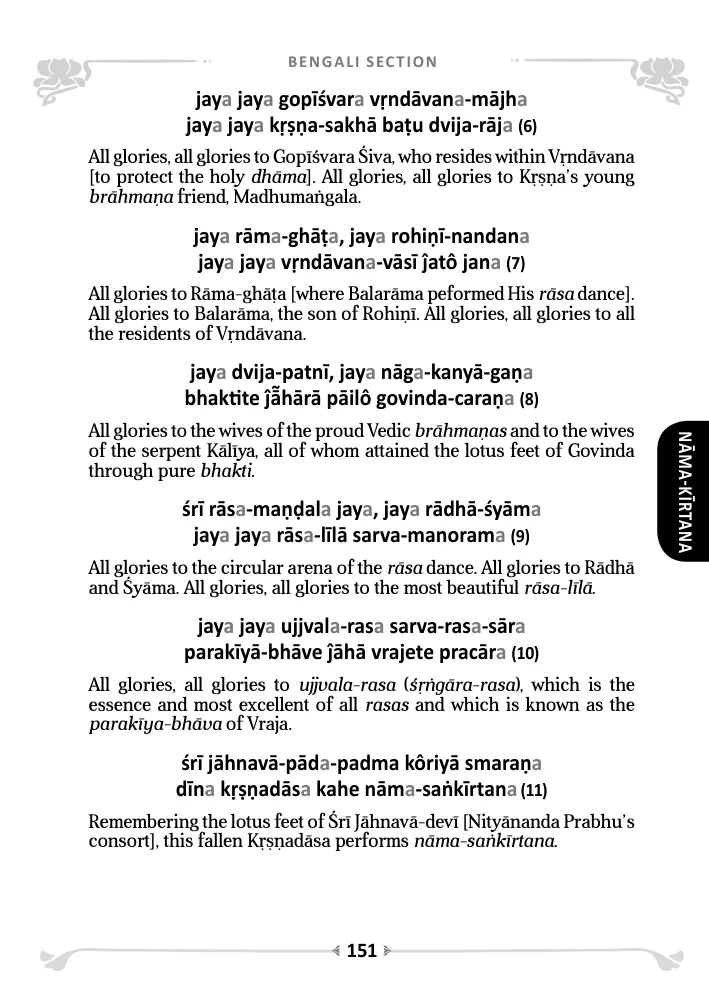 BENGALI SECTION
jaya jaya gopīśvara vṛndāvana-mājha
jaya jaya kṛṣṇa-sakhā baṭu dvija-rāja (6)
All glories, all glories to Gopīśvara Śiva, who resides within Vṛndāvana
[to protect the holy dhāma]. All glories, all glories to Kṛṣṇa’s young
brāhmaṇa friend, Madhumaṅgala.
jaya rāma-ghāṭa, jaya rohiṇī-nandana
jaya jaya vṛndāvana-vāsī ĵatô jana (7)
All glories to Rāma-ghāṭa [where Balarāma peformed His rāsa dance].
All glories to Balarāma, the son of Rohiṇī. All glories, all glories to all
the residents of Vṛndāvana.
jaya dvija-patnī, jaya nāga-kanyā-gaṇa
bhaktite ĵā̃hārā pāilô govinda-caraṇa (8)
All glories to the wives of the proud Vedic brāhmaṇas and to the wives
of the serpent Kālīya, all of whom attained the lotus feet of Govinda
through pure bhakti.
śrī rāsa-maṇḍala jaya, jaya rādhā-śyāma
jaya jaya rāsa-līlā sarva-manorama (9)
All glories to the circular arena of the rāsa dance. All glories to Rādhā
and Śyāma. All glories, all glories to the most beautiful rāsa-līlā.
jaya jaya ujjvala-rasa sarva-rasa-sāra
parakīyā-bhāve ĵāhā vrajete pracāra (10)
All glories, all glories to ujjvala-rasa (śṛṅgāra-rasa), which is the
essence and most excellent of all rasas and which is known as the
parakīya-bhāva of Vraja.
śrī jāhnavā-pāda-padma kôriyā smaraṇa
dīna kṛṣṇadāsa kahe nāma-saṅkīrtana (11)
Remembering the lotus feet of Śrī Jāhnavā-devī [Nityānanda Prabhu’s
consort], this fallen Kṛṣṇadāsa performs nāma-saṅkīrtana.
NĀMA-KĪRTANA
151